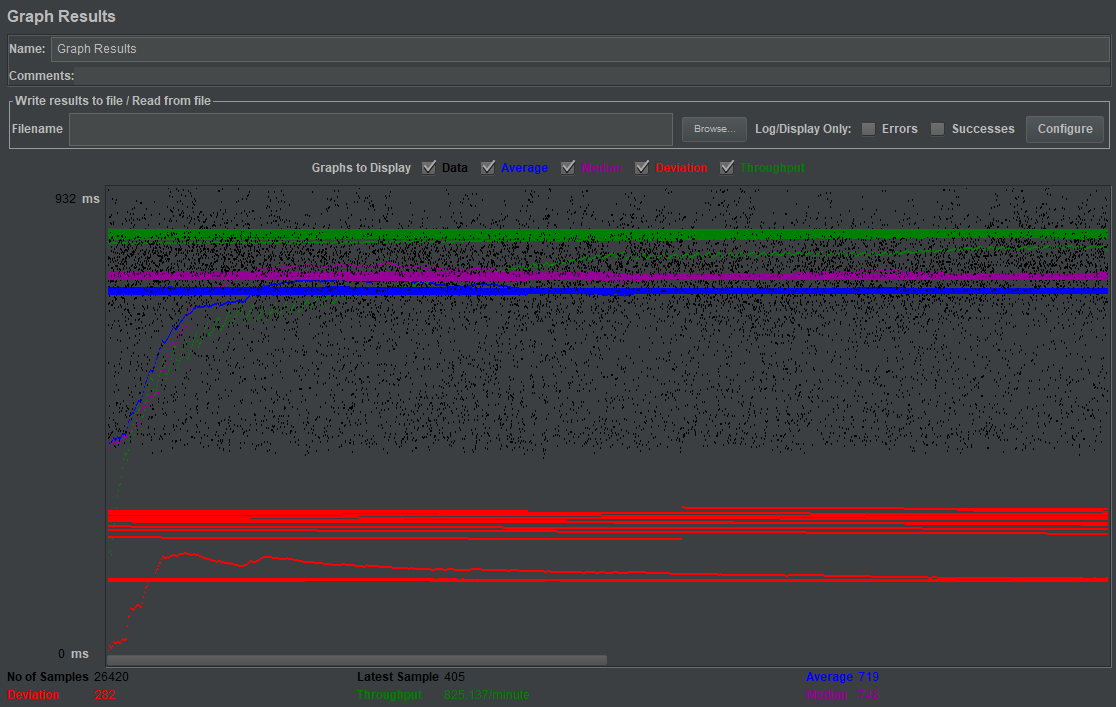 Graph Results
Name: Graph Results
Comments:
Write results to file / Read from file
Filename Browse... Log/Display Only: Errors Successes Configure
Graphs to Display Data Average Median Deviation Throughput
932 ms
0 ms
No of Samples 26420 Latest Sample 405 Average 719
Deviation 282 Throughput 825.137/minute Median 748